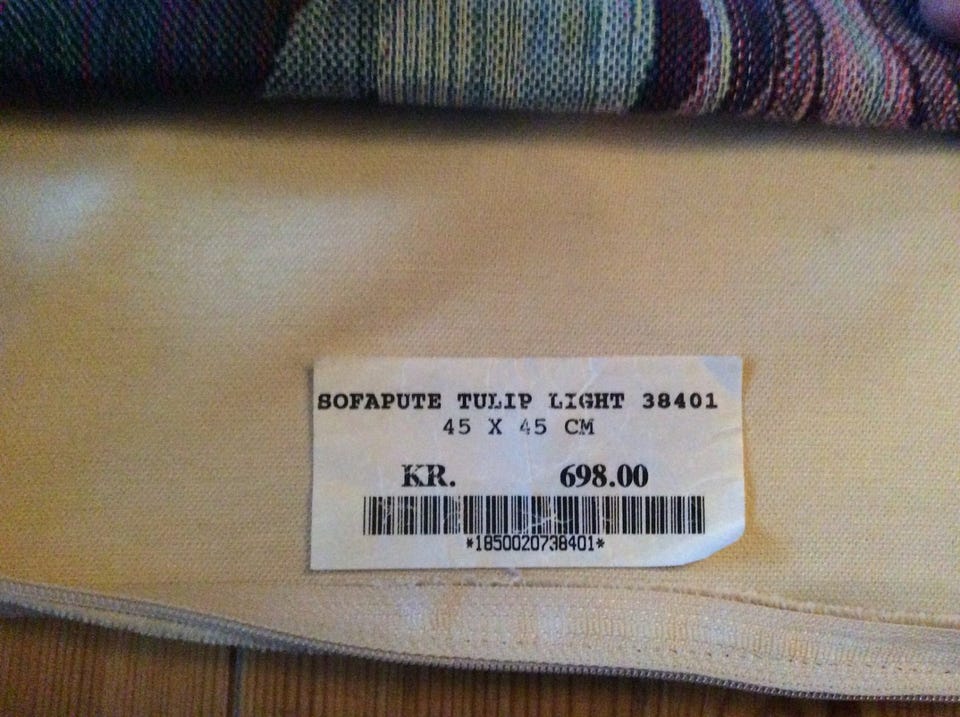 SOFAPUTE TULIP LIGHT 38401
45 X 45 CM
KR. 698.00
*1850020738401*